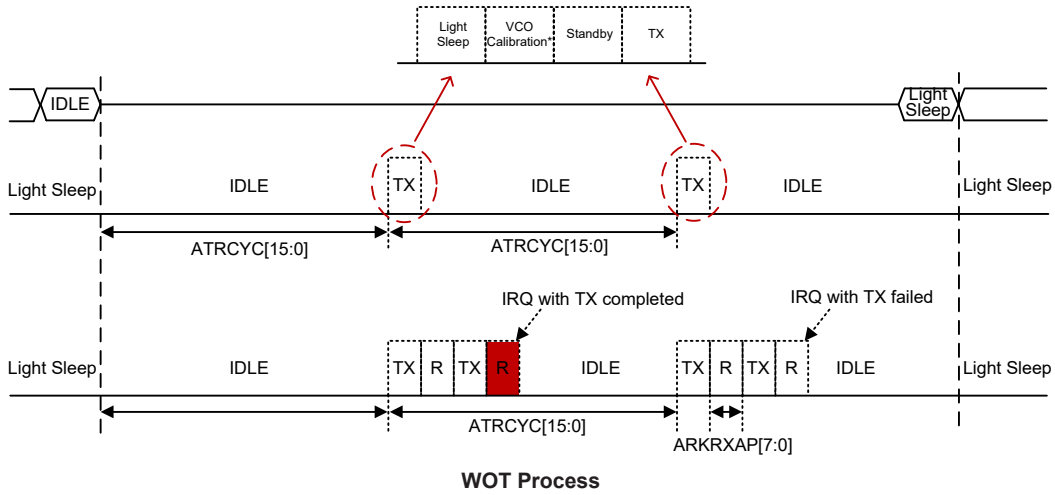 Light
Sleep
VCO
Calibration*
Standby
TX
IDLE
Light
Sleep
Light Sleep
IDLE
TX
IDLE
TX
IDLE
Light Sleep
ATRCYC[15:0]
ATRCYC[15:0]
IRQ with TX completed
IRQ with TX failed
Light Sleep
IDLE
TX
R
TX
R
IDLE
TX
R
TX
R
IDLE
Light Sleep
ATRCYC[15:0]
ARKRXAP[7:0]
WOT Process